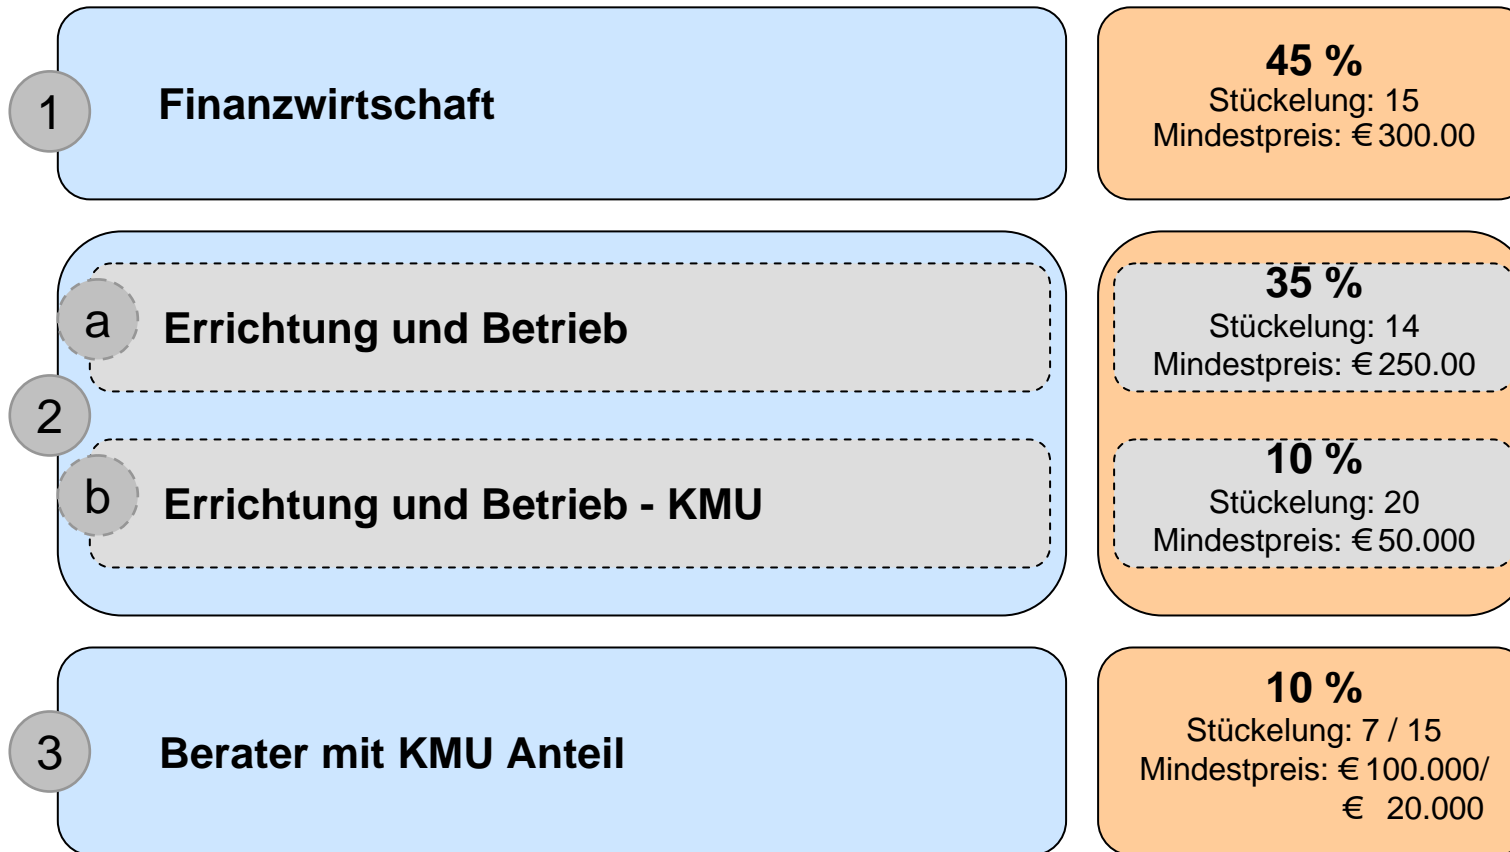 1
Finanzwirtschaft
45 %
Stückelung: 15
Mindestpreis: € 300.00
2
a
Errichtung und Betrieb
35 %
Stückelung: 14
Mindestpreis: € 250.00
b
Errichtung und Betrieb - KMU
10 %
Stückelung: 20
Mindestpreis: € 50.000
3
Berater mit KMU Anteil
10 %
Stückelung: 7 / 15
Mindestpreis: € 100.000/
€ 20.000